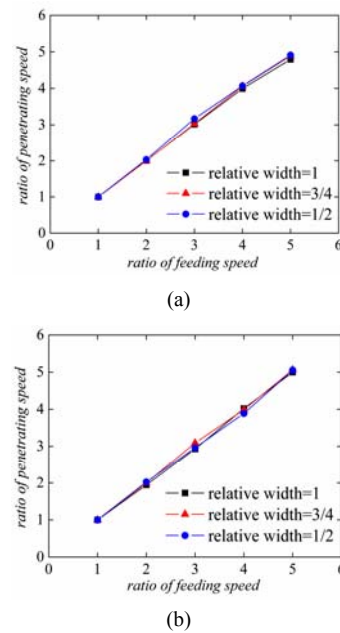 6
5
4
3
2
1
0
ratio of penetrating speed
relative width=1
relative width=3/4
relative width=1/2
0 1 2 3 4 5 6
ratio of feeding speed
(a)
6
5
4
3
2
1
0
ratio of penetrating speed
relative width=1
relative width=3/4
relative width=1/2
0 1 2 3 4 5 6
ratio of feeding speed
(b)